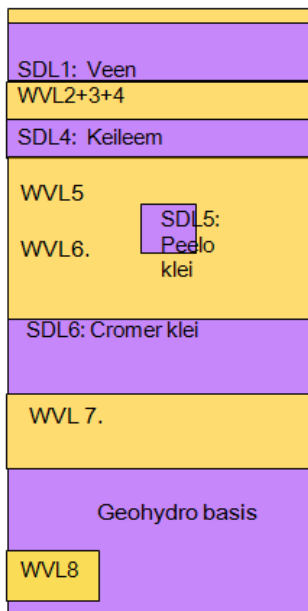 SDL1: Veen
WVL2+3+4
SDL4: Keileem
WVL5
SDL5:
WVL6.
Peelo
klei
SDL6: Cromer klei
WVL 7.
Geohydro basis
WVL8